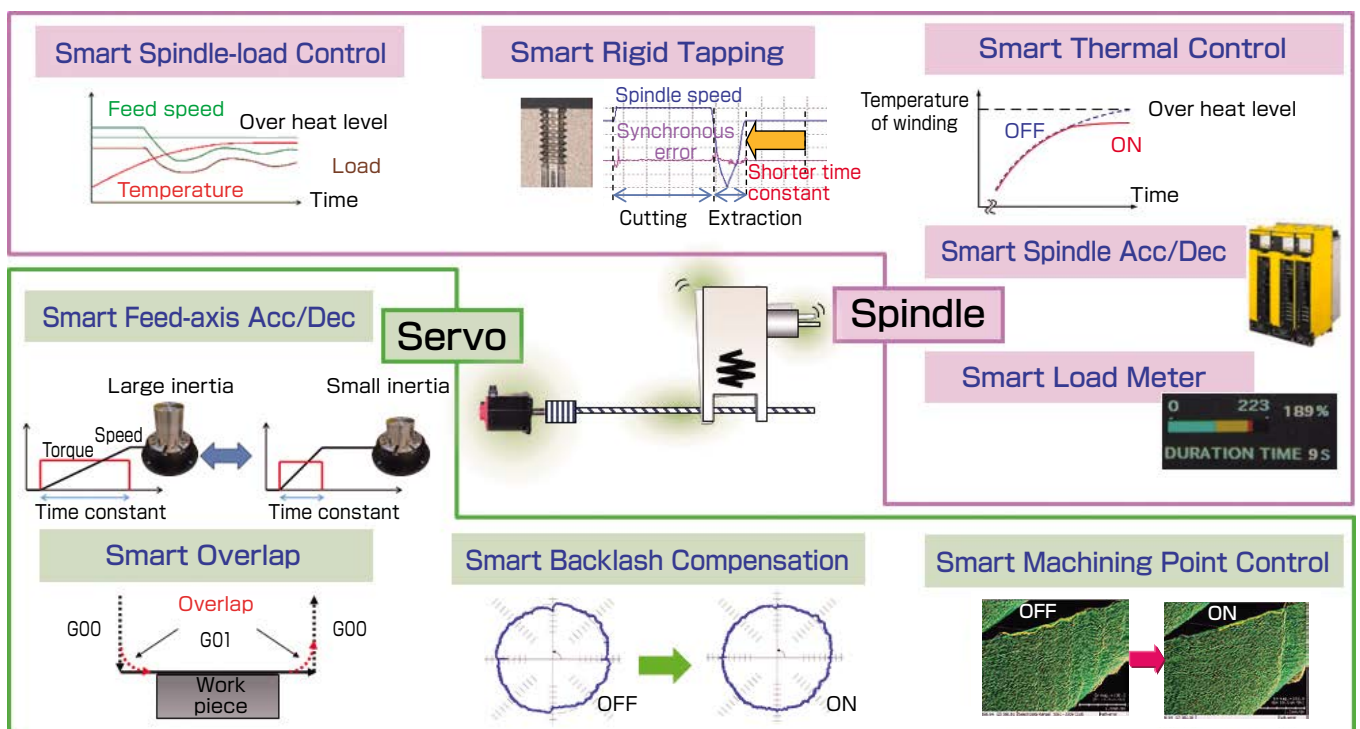 Smart Spindle-load Control
Feed speed
Over heat level
Load
Temperature
Time
Smart Rigid Tapping
Spindle speed
Synchronous
error
Shorter time
constant
Cutting
Extraction
Smart Thermal Control
Temperature
of winding
Over heat level
OFF
ON
Time
Smart Spindle Acc/Dec
Spindle
Smart Load Meter
0 223 189%
DURATION TIME 9S
Servo
Smart Feed-axis Acc/Dec
Large inertia
Small inertia
Speed
Torque
Time constant
Time constant
Smart Overlap
Overlap
G00
G01
G00
Work
piece
Smart Backlash Compensation
OFF
ON
Smart Machining Point Control
OFF
ON